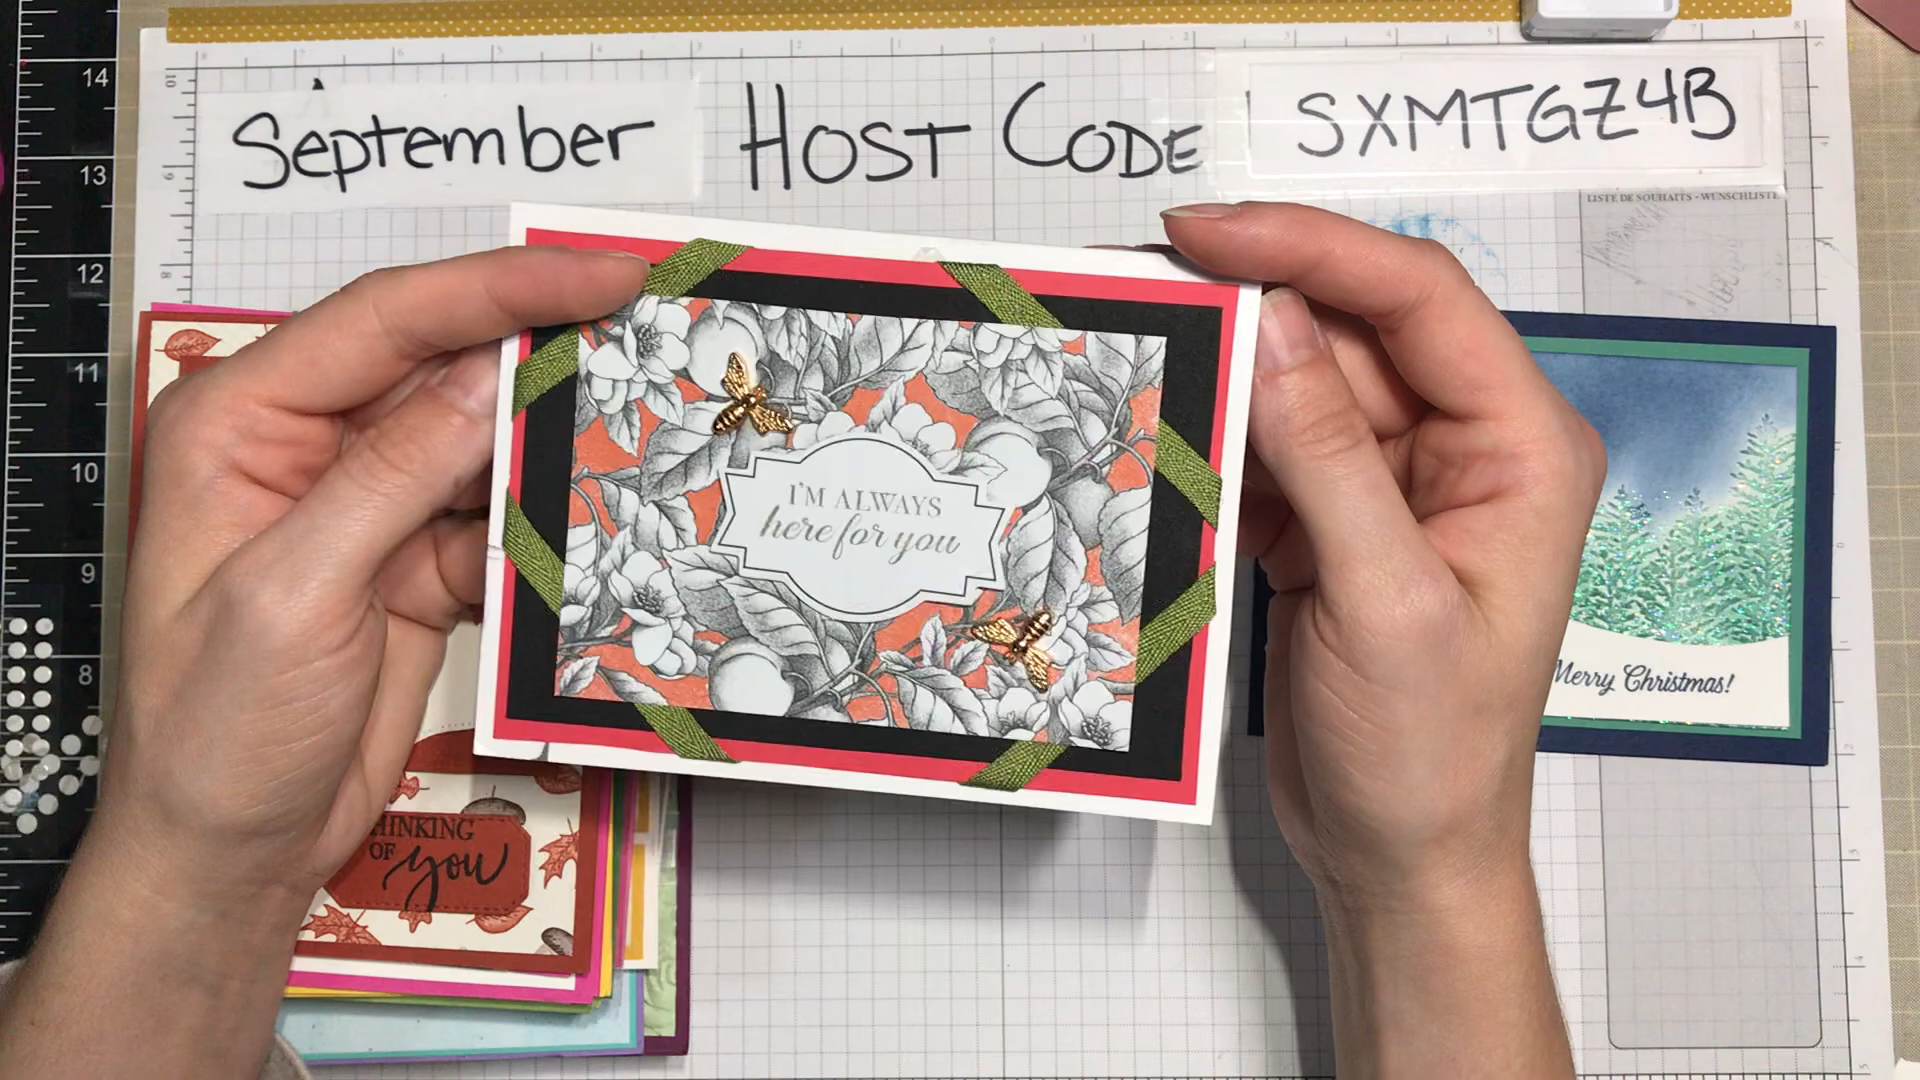 September HOST CODE SXMTGZ4B
LISTE DE SOUHAITS • WUNSCHLISTE
I'M ALWAYS
here for you
Merry Christmas!
HINKING
OF you
14
13
12
11
10
9
8